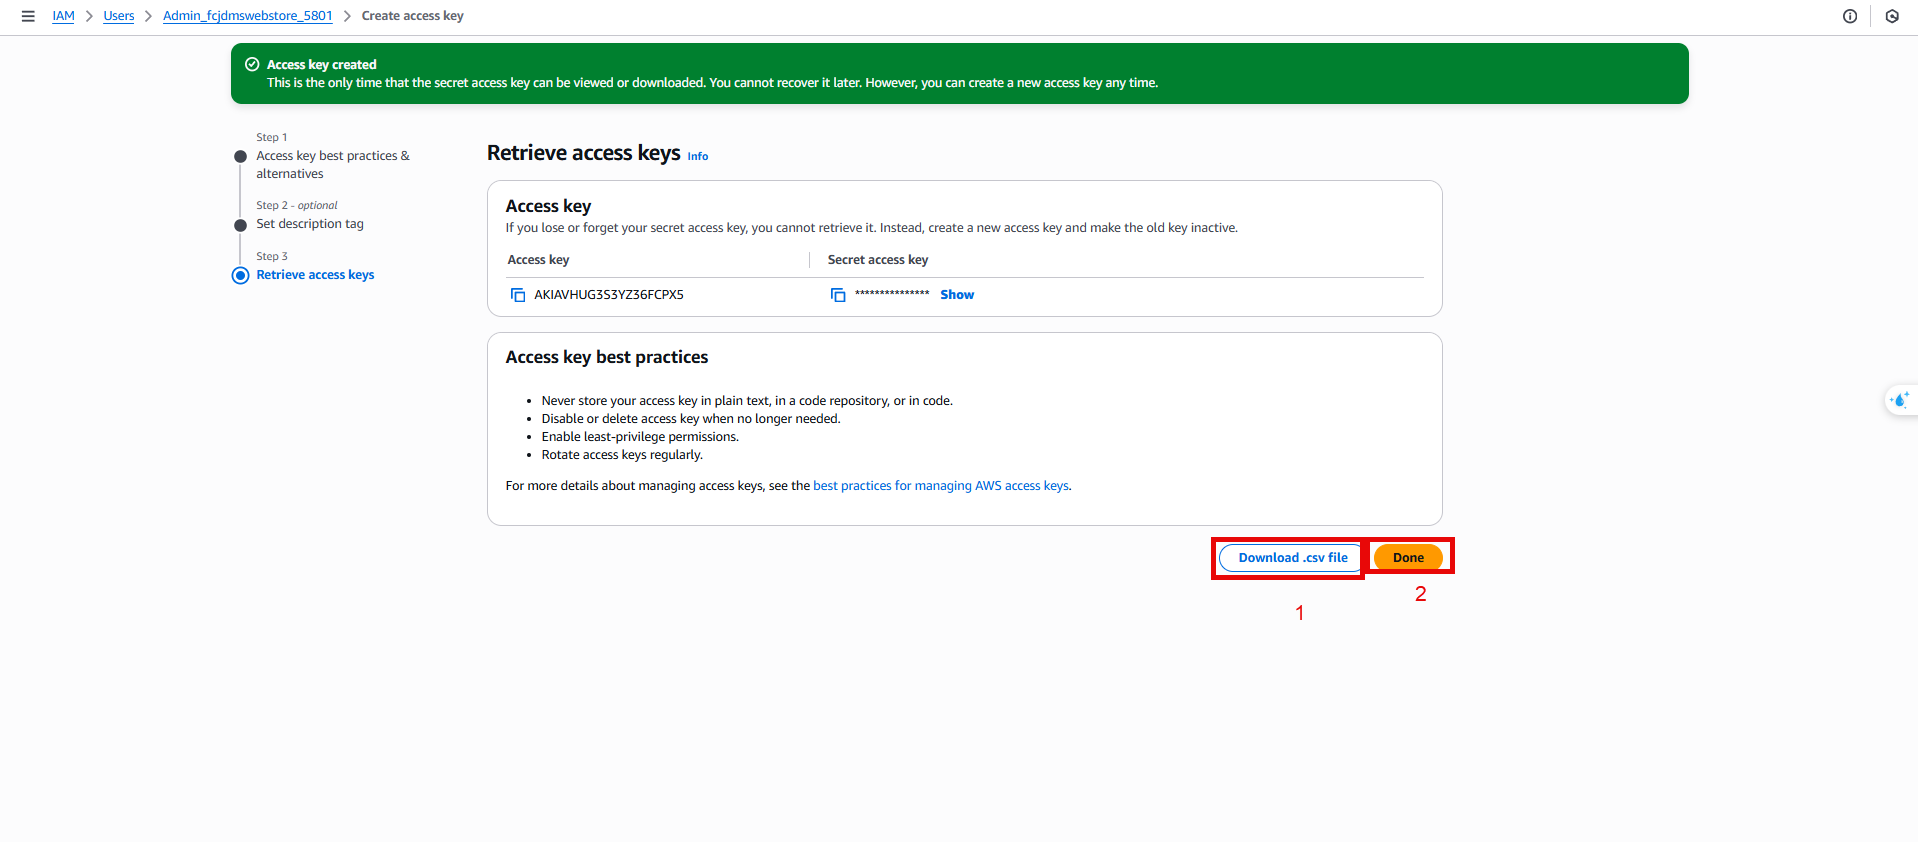 IAM > Users > Admin_fcjdmswebstore_5801 > Create access key
Access key created
This is the only time that the secret access key can be viewed or downloaded. You cannot recover it later. However, you can create a new access key any time.
Step 1
Access key best practices &
alternatives
Step 2 - optional
Set description tag
Step 3
Retrieve access keys
Retrieve access keys Info
Access key
If you lose or forget your secret access key, you cannot retrieve it. Instead, create a new access key and make the old key inactive.
Access key
Secret access key
AKIAVHUG3S3YZ36FCPX5
*************** Show
Access key best practices
• Never store your access key in plain text, in a code repository, or in code.
• Disable or delete access key when no longer needed.
• Enable least-privilege permissions.
• Rotate access keys regularly.
For more details about managing access keys, see the best practices for managing AWS access keys.
Download .csv file
Done
1
2